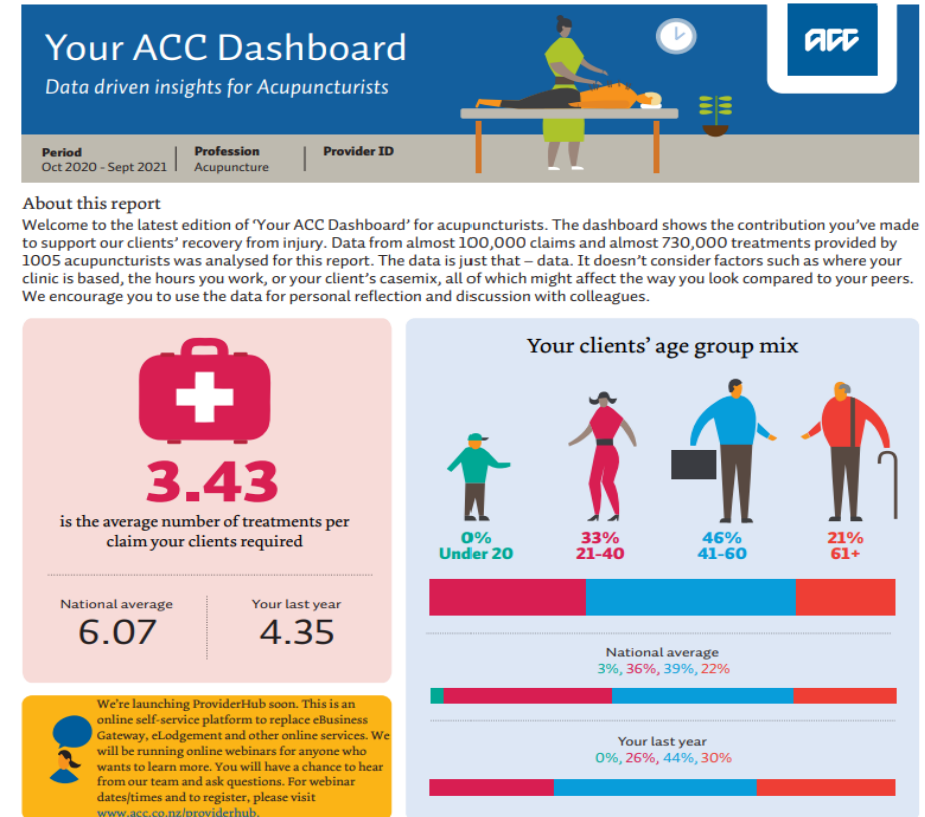 Your ACC Dashboard
Data driven insights for Acupuncturists
acc
Period
Oct 2020 - Sept 2021
Profession
Acupuncture
Provider ID
About this report
Welcome to the latest edition of ‘Your ACC Dashboard’ for acupuncturists. The dashboard shows the contribution you’ve made
to support our clients’ recovery from injury. Data from almost 100,000 claims and almost 730,000 treatments provided by
1005 acupuncturists was analysed for this report. The data is just that – data. It doesn’t consider factors such as where your
clinic is based, the hours you work, or your client’s casemix, all of which might affect the way you look compared to your peers.
We encourage you to use the data for personal reflection and discussion with colleagues.
3.43
is the average number of treatments per
claim your clients required
National average
6.07
Your last year
4.35
We’re launching ProviderHub soon. This is an
online self-service platform to replace eBusiness
Gateway, eLodgement and other online services. We
will be running online webinars for anyone who
wants to learn more. You will have a chance to hear
from our team and ask questions. For webinar
dates/times and to register, please visit
www.acc.co.nz/providerhub.
Your clients’ age group mix
0%
Under 20
33%
21-40
46%
41-60
21%
61+
National average
3%, 36%, 39%, 22%
Your last year
0%, 26%, 44%, 30%